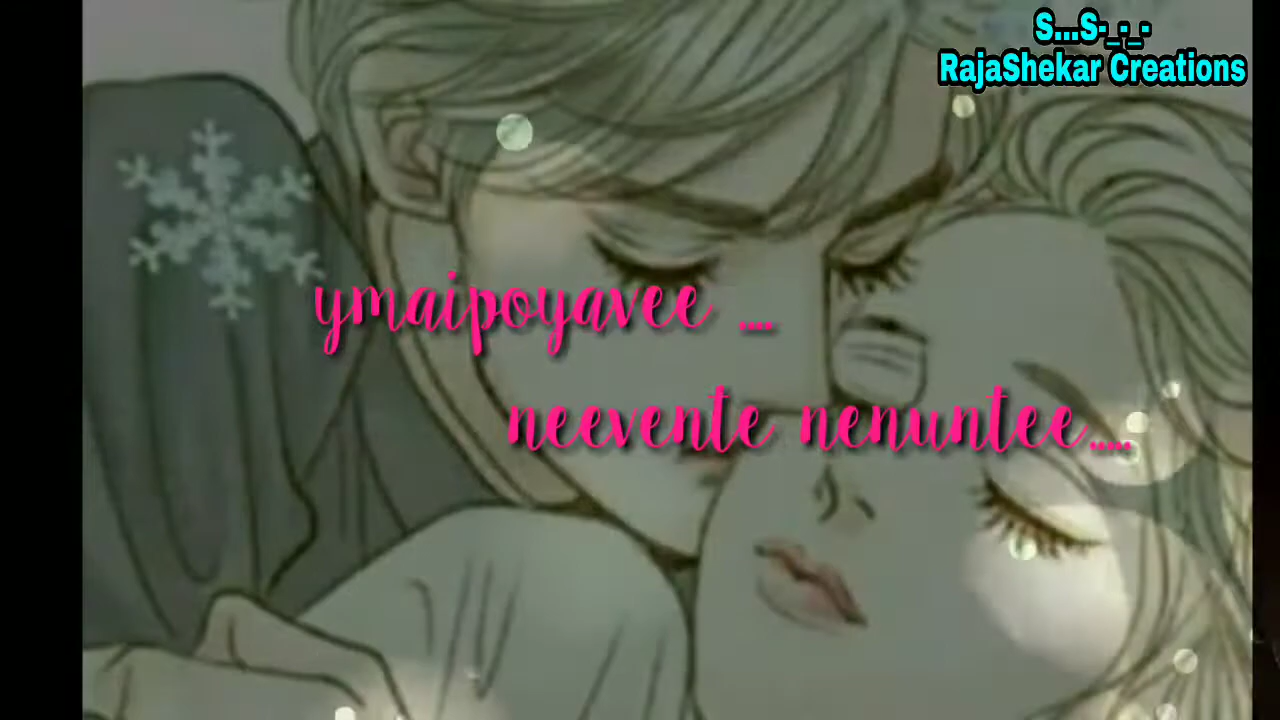 S...S-_-_-
RajaShekar Creations
ymaipoyavee ....
neevente nenuntee.....